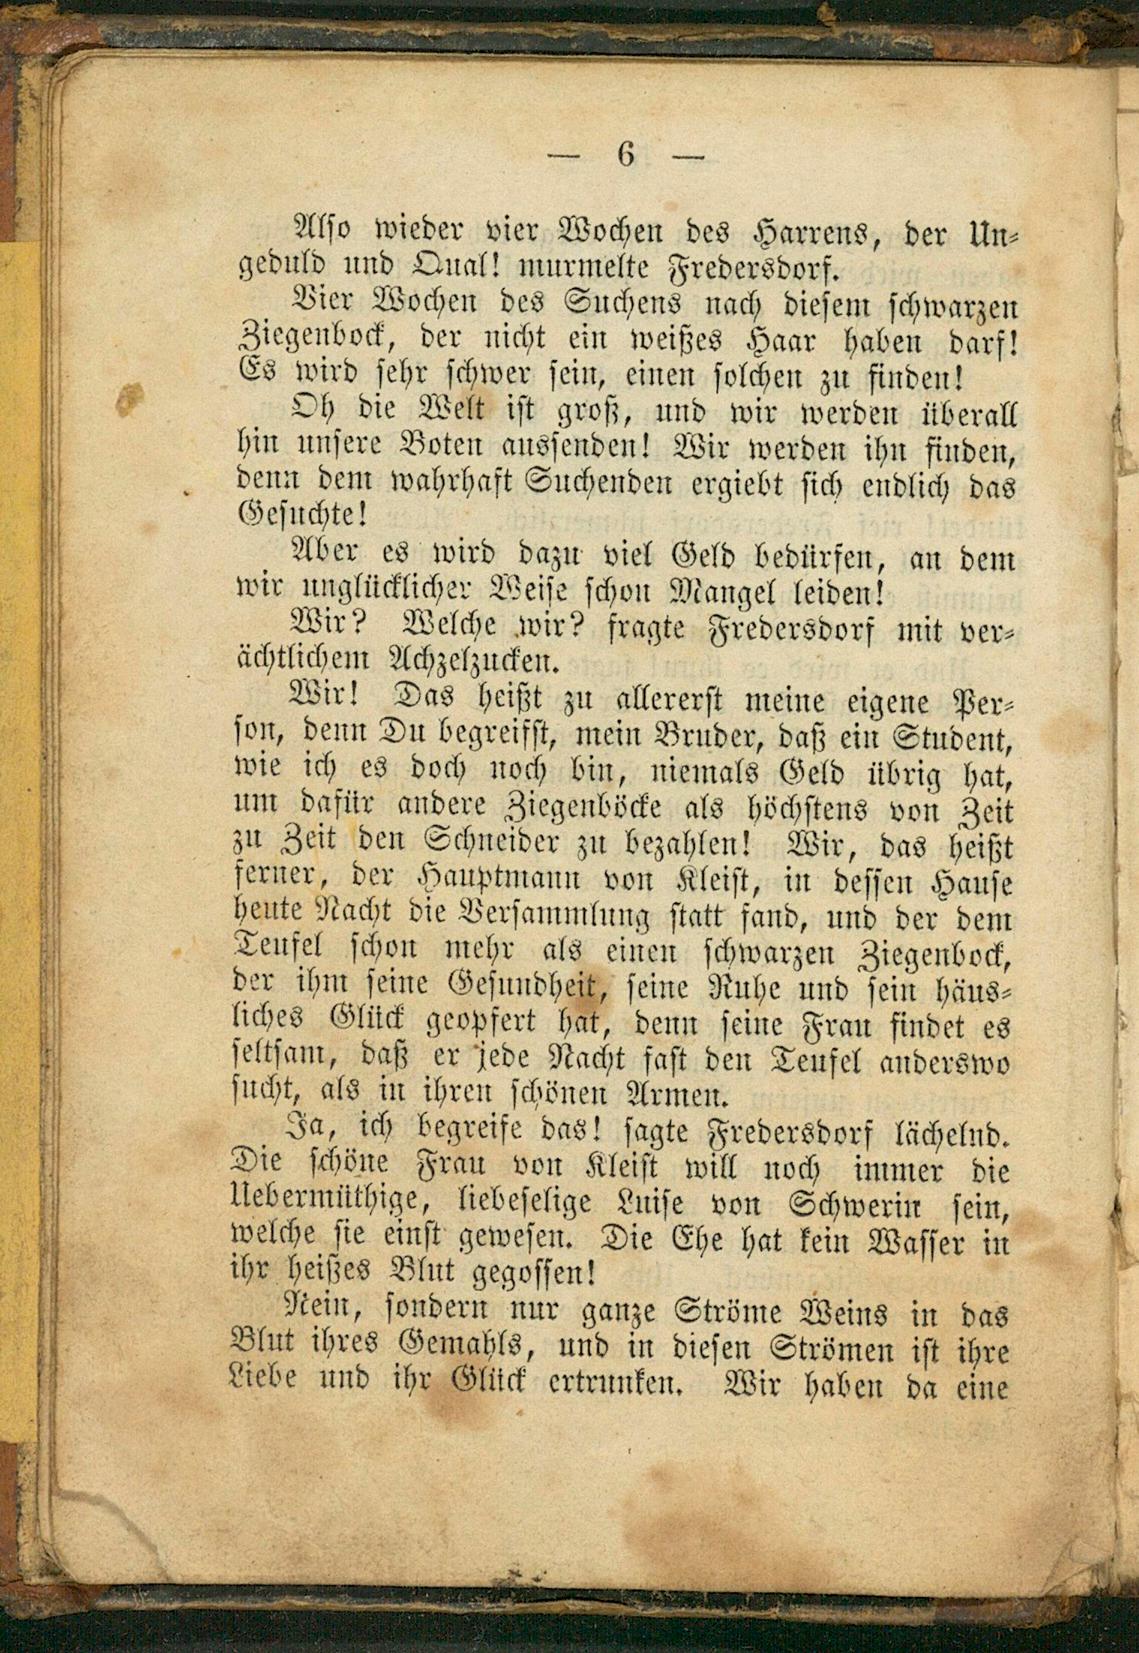 — 6 —
Also wieder vier Wochen des Harrens, der Un-
geduld und Qual! murmelte Fredersdorf.
Vier Wochen des Suchens nach diesem schwarzen
Ziegenbock, der nicht ein weißes Haar haben darf!
Es wird sehr schwer sein, einen solchen zu finden!
Oh die Welt ist groß, und wir werden überall
hin unsere Boten aussenden! Wir werden ihn finden,
denn dem wahrhaft Suchenden ergiebt sich endlich das
Gesuchte!
Aber es wird dazu viel Geld bedürfen, an dem
wir unglücklicher Weise schon Mangel leiden!
Wir? Welche wir? fragte Fredersdorf mit ver-
ächtlichem Achzelzucken.
Wir! Das heißt zu allererst meine eigene Per-
son, denn Du begreifst, mein Bruder, daß ein Student,
wie ich es doch noch bin, niemals Geld übrig hat,
um dafür andere Ziegenböcke als höchstens von Zeit
zu Zeit den Schneider zu bezahlen! Wir, das heißt
ferner, der Hauptmann von Kleist, in dessen Hause
heute Nacht die Versammlung statt fand, und der dem
Teufel schon mehr als einen schwarzen Ziegenbock,
der ihm seine Gesundheit, seine Ruhe und sein häus-
liches Glück geopfert hat, denn seine Frau findet es
seltsam, daß er jede Nacht fast den Teufel anderswo
sucht, als in ihren schönen Armen.
Ja, ich begreife das! sagte Fredersdorf lächelnd.
Die schöne Frau von Kleist will noch immer die
Uebermüthige, liebeselige Luise von Schwerin sein,
welche sie einst gewesen. Die Ehe hat kein Wasser in
ihr heißes Blut gegossen!
Nein, sondern nur ganze Ströme Weins in das
Blut ihres Gemahls, und in diesen Strömen ist ihre
Liebe und ihr Glück ertrunken. Wir haben da eine